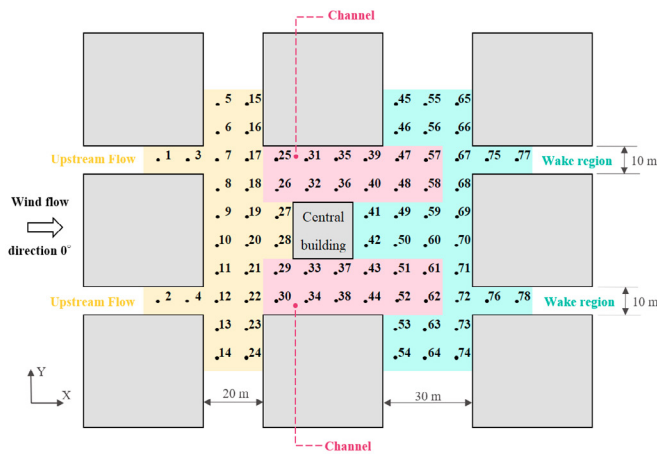 Channel
5 15 45 55 65
6 16 46 56 66
Upstream Flow 1 3 7 17 25 31 35 39 47 57 67 75 77 Wake region 10 m
8 18 26 32 36 40 48 58 68
Wind flow
direction 0°
9 19 27 Central 41 49 59 69
10 20 28 building 42 50 60 70
11 21 29 33 37 43 51 61 71
Upstream Flow 2 4 12 22 30 34 38 44 52 62 72 76 78 Wake region 10 m
13 23 53 63 73
14 24 54 64 74
Y
X
20 m 30 m
Channel